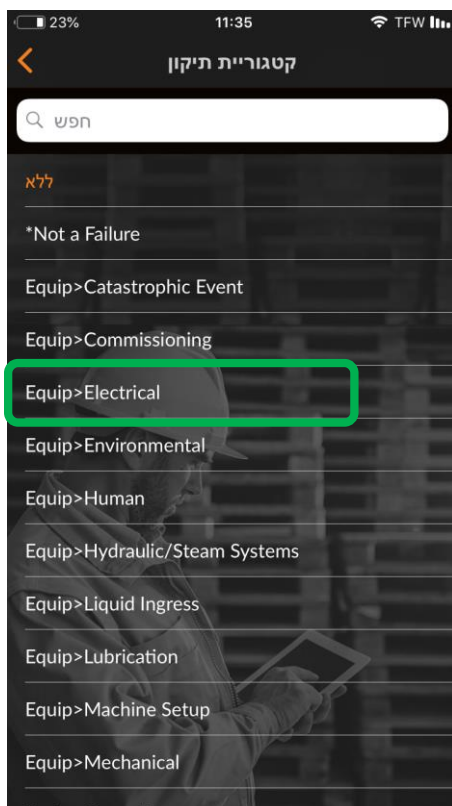 23% 11:35 TFW
קטגוריית תיקון
חפש
ללא
*Not a Failure
Equip>Catastrophic Event
Equip>Commissioning
Equip>Electrical
Equip>Environmental
Equip>Human
Equip>Hydraulic/Steam Systems
Equip>Liquid Ingress
Equip>Lubrication
Equip>Machine Setup
Equip>Mechanical